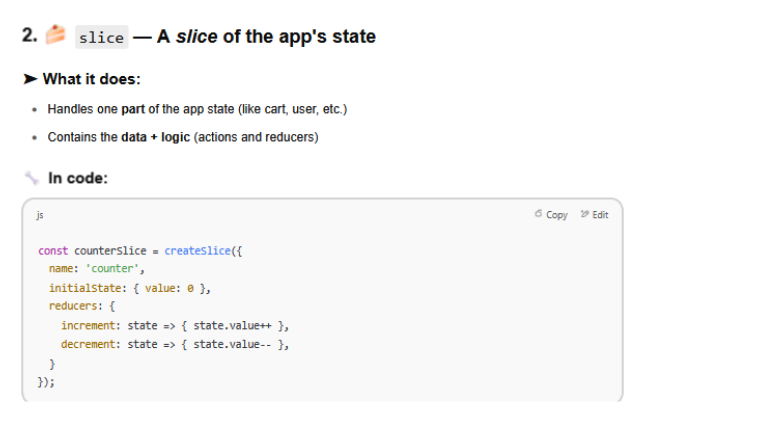 2. 🍰 slice — A slice of the app's state
➤ What it does:
• Handles one part of the app state (like cart, user, etc.)
• Contains the data + logic (actions and reducers)
🔧 In code:
js Copy Edit
const counterSlice = createSlice({
  name: 'counter',
  initialState: { value: 0 },
  reducers: {
    increment: state => { state.value++ },
    decrement: state => { state.value-- },
  }
});